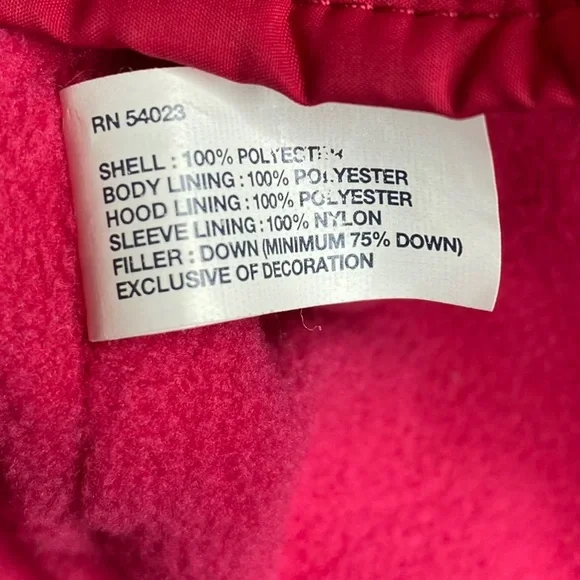 RN 54023
SHELL : 100% POLYESTER
BODY LINING : 100% POLYESTER
HOOD LINING : 100% POLYESTER
SLEEVE LINING : 100% NYLON
FILLER : DOWN (MINIMUM 75% DOWN)
EXCLUSIVE OF DECORATION